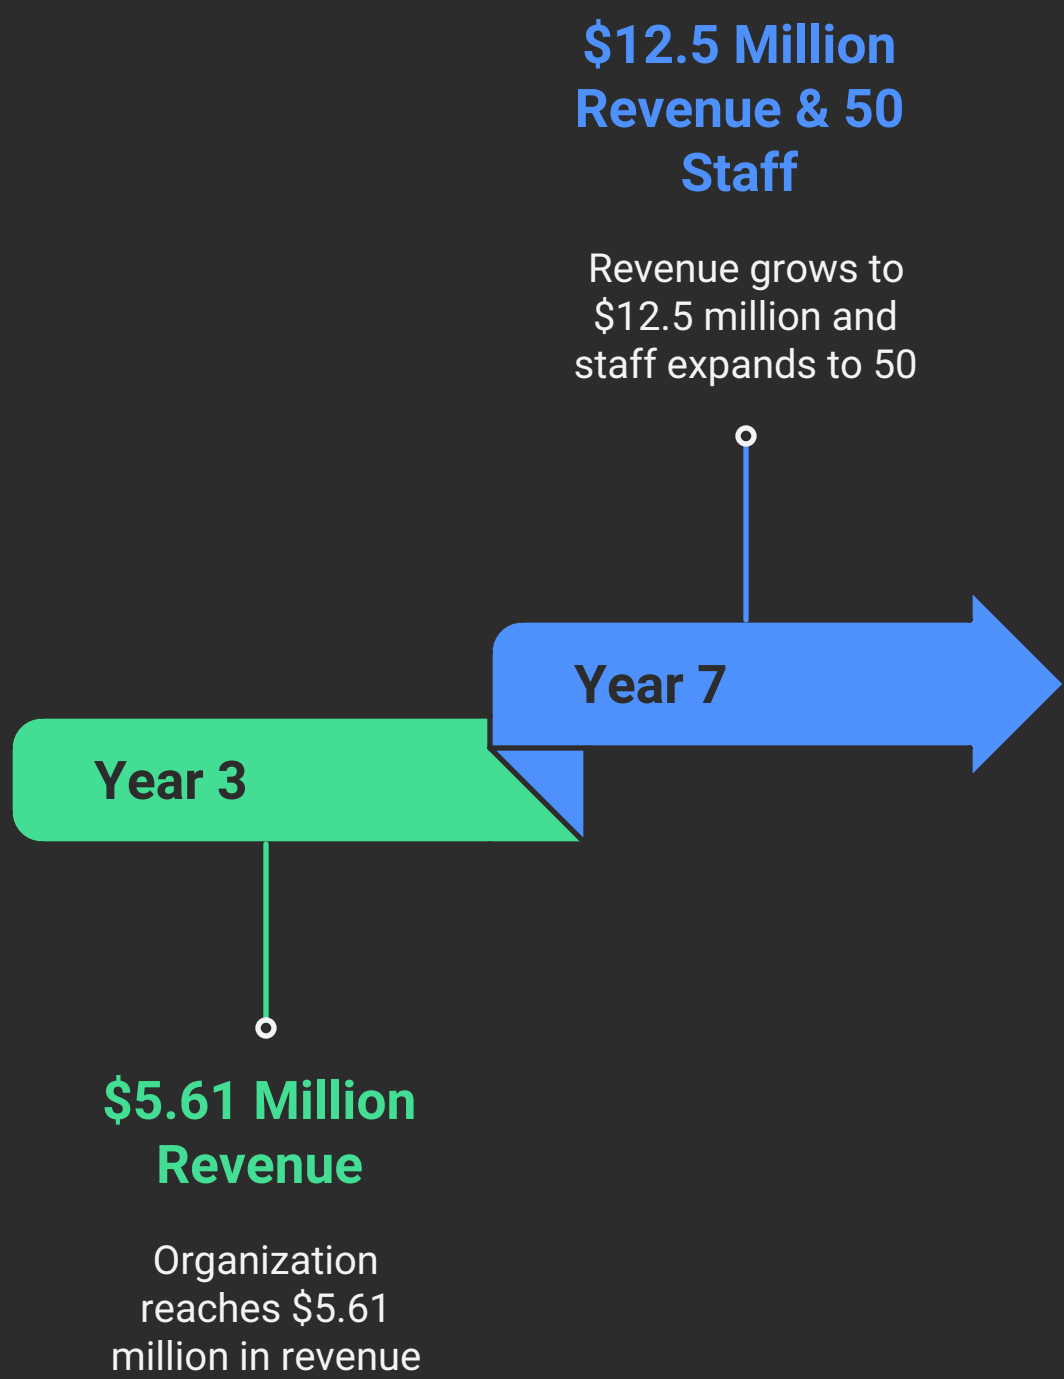 $12.5 Million
Revenue & 50
Staff
Revenue grows to
$12.5 million and
staff expands to 50
Year 7
Year 3
$5.61 Million
Revenue
Organization
reaches $5.61
million in revenue